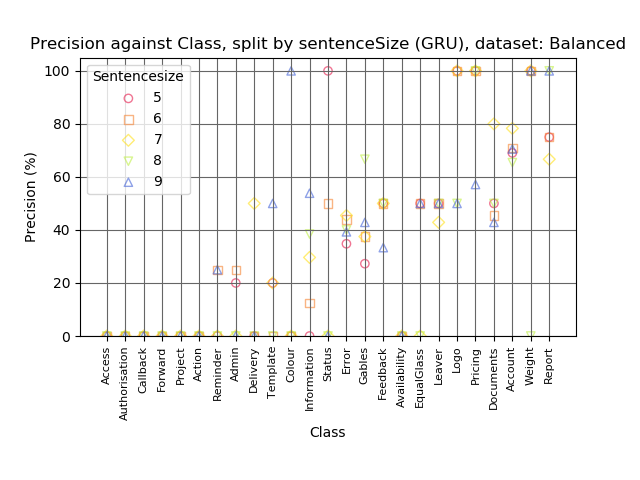 Precision against Class, split by sentenceSize (GRU), dataset: Balanced
Sentencesize
5
6
7
8
9
Precision (%)
100
80
60
40
20
0
Access
Authorisation
Callback
Forward
Project
Action
Reminder
Admin
Delivery
Template
Colour
Information
Status
Error
Gables
Feedback
Availability
EqualGlass
Leaver
Logo
Pricing
Documents
Account
Weight
Report
Class